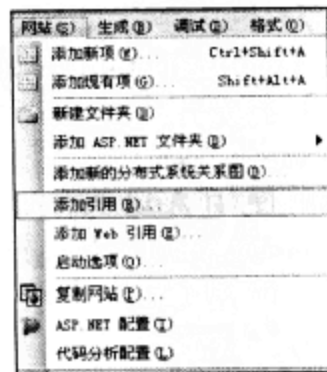 网站(S) 生成(B) 调试(D) 格式(O)
添加新项(W)... Ctrl+Shift+A
添加现有项(G)... Shift+Alt+A
新建文件夹(D)
添加 ASP.NET 文件夹(D)
添加新的分布式系统关系图(D)...
添加引用(R)...
添加 Web 引用(E)...
启动选项(O)...
复制网站(P)...
ASP.NET 配置(T)
代码分析配置(L)